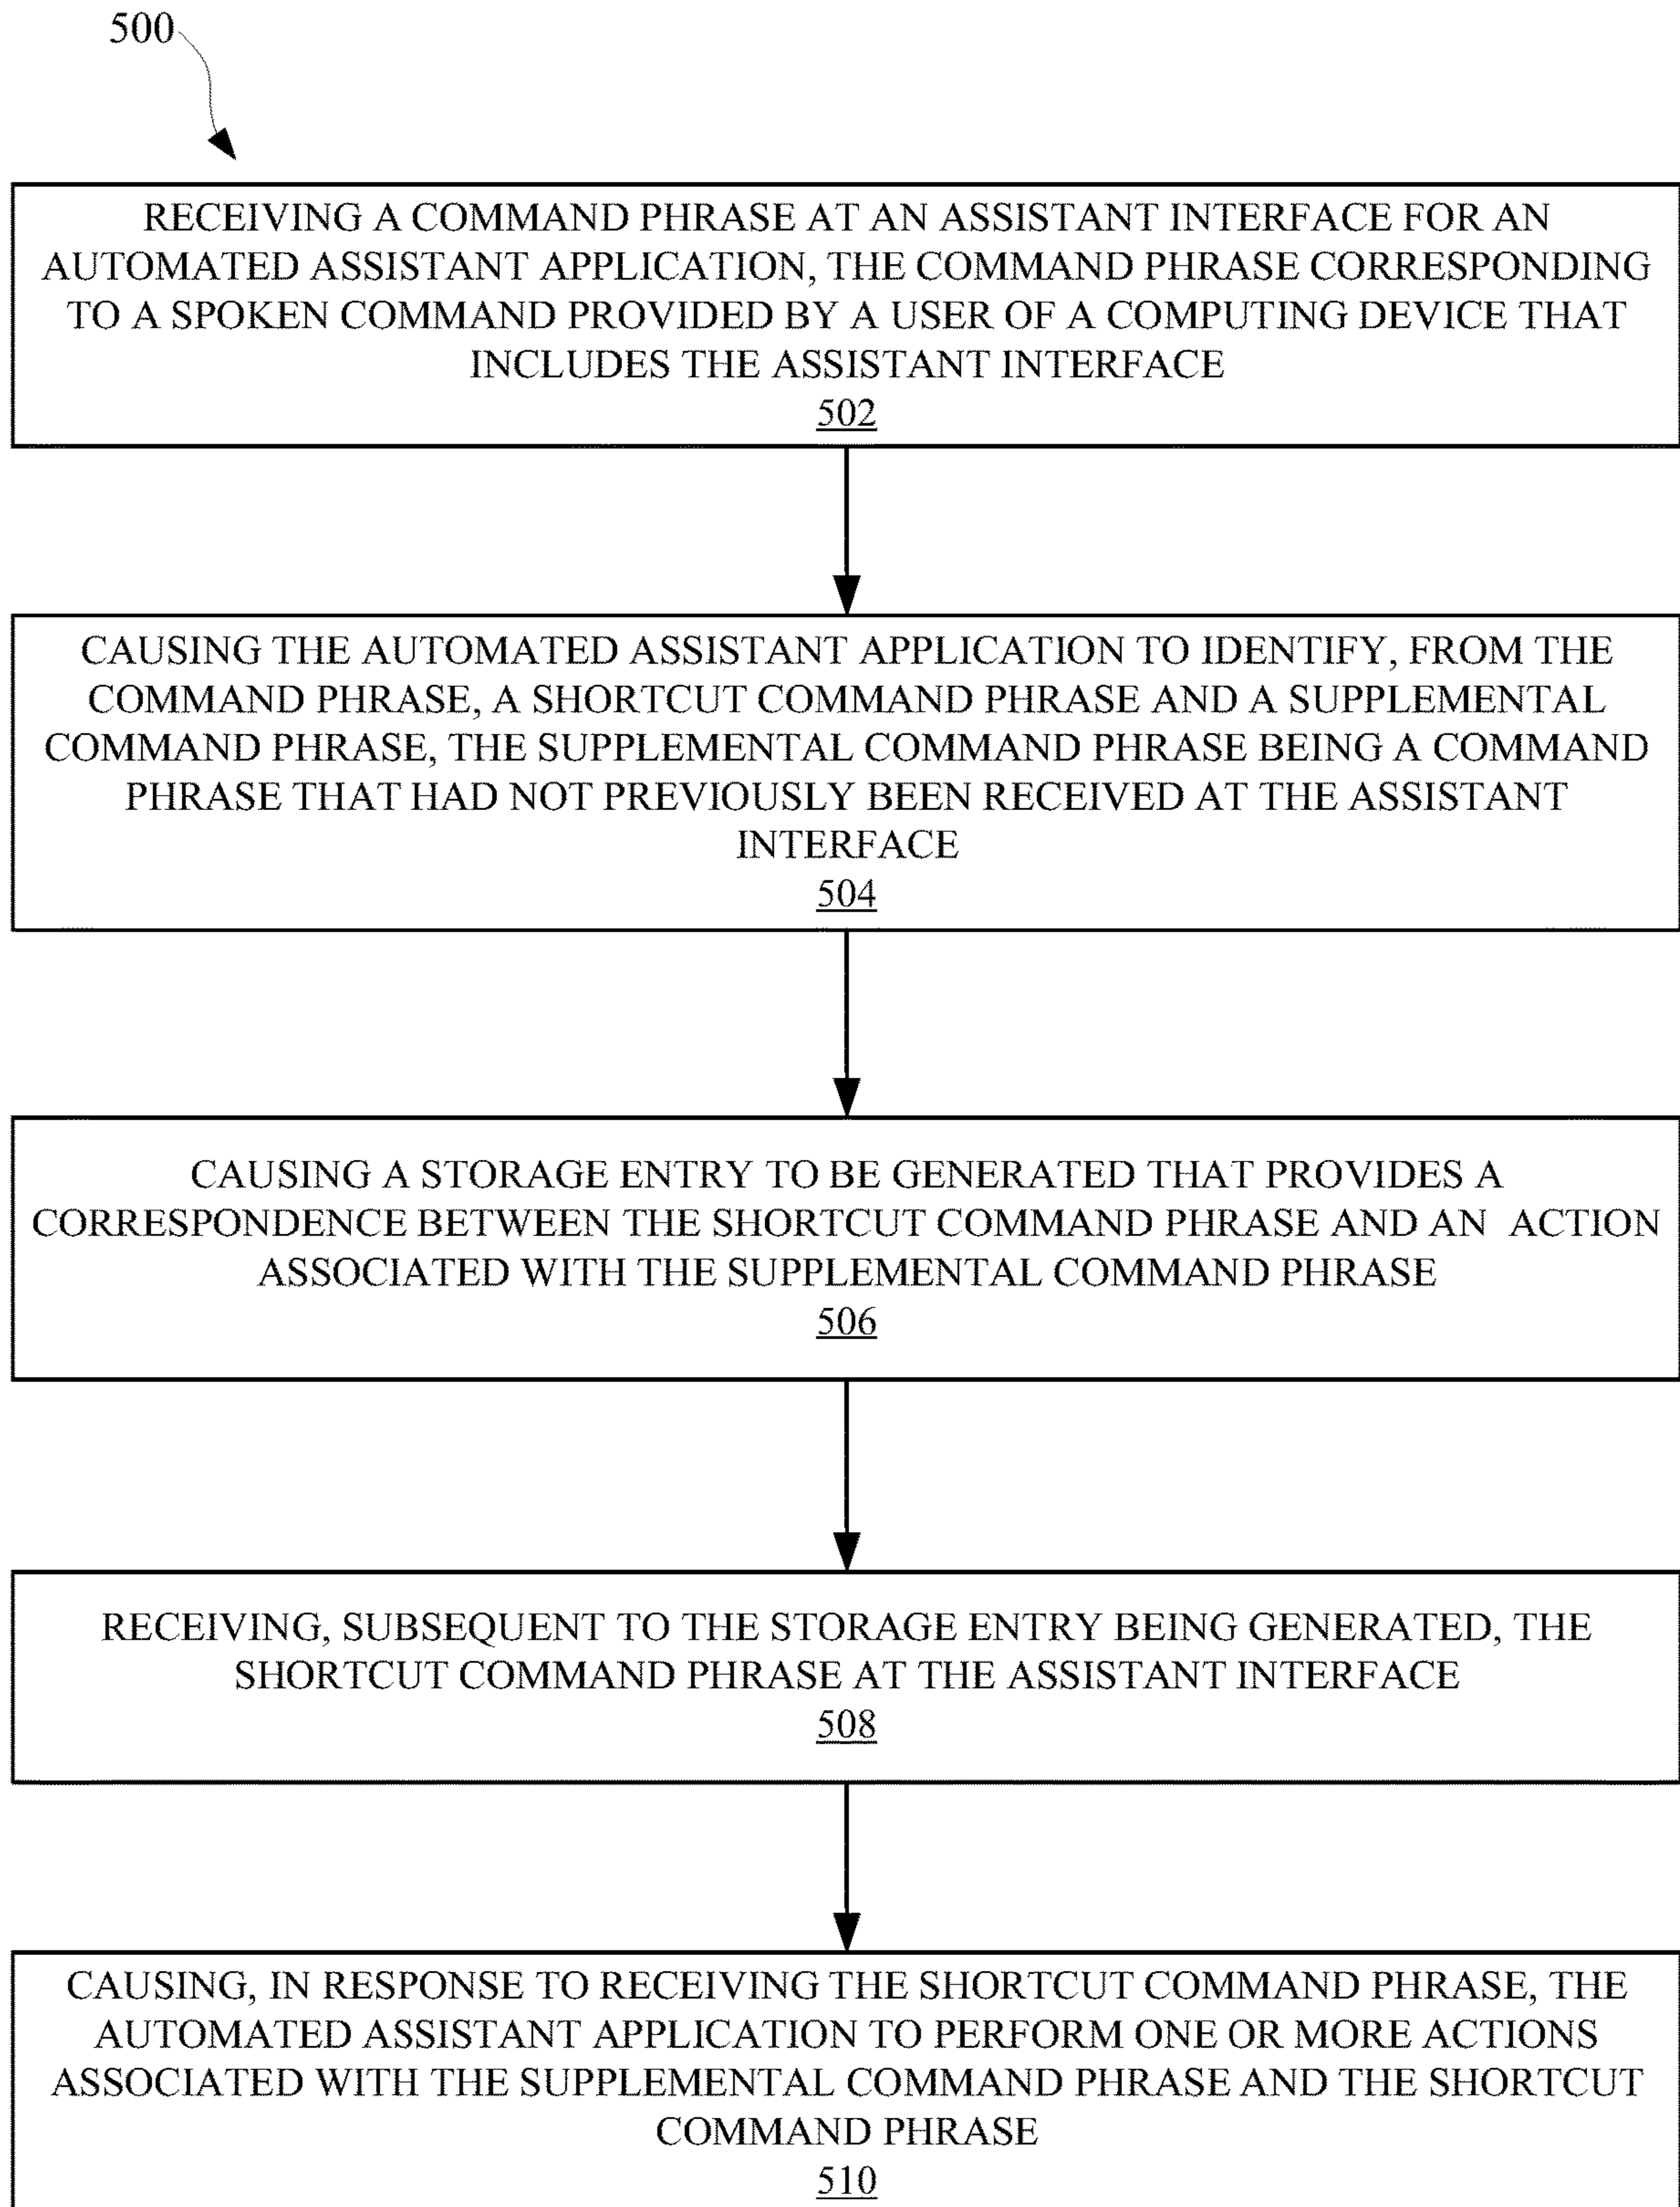 500
RECEIVING A COMMAND PHRASE AT AN ASSISTANT INTERFACE FOR AN
AUTOMATED ASSISTANT APPLICATION, THE COMMAND PHRASE CORRESPONDING
TO A SPOKEN COMMAND PROVIDED BY A USER OF A COMPUTING DEVICE THAT
INCLUDES THE ASSISTANT INTERFACE
502
CAUSING THE AUTOMATED ASSISTANT APPLICATION TO IDENTIFY, FROM THE
COMMAND PHRASE, A SHORTCUT COMMAND PHRASE AND A SUPPLEMENTAL
COMMAND PHRASE, THE SUPPLEMENTAL COMMAND PHRASE BEING A COMMAND
PHRASE THAT HAD NOT PREVIOUSLY BEEN RECEIVED AT THE ASSISTANT
INTERFACE
504
CAUSING A STORAGE ENTRY TO BE GENERATED THAT PROVIDES A
CORRESPONDENCE BETWEEN THE SHORTCUT COMMAND PHRASE AND AN ACTION
ASSOCIATED WITH THE SUPPLEMENTAL COMMAND PHRASE
506
RECEIVING, SUBSEQUENT TO THE STORAGE ENTRY BEING GENERATED, THE
SHORTCUT COMMAND PHRASE AT THE ASSISTANT INTERFACE
508
CAUSING, IN RESPONSE TO RECEIVING THE SHORTCUT COMMAND PHRASE, THE
AUTOMATED ASSISTANT APPLICATION TO PERFORM ONE OR MORE ACTIONS
ASSOCIATED WITH THE SUPPLEMENTAL COMMAND PHRASE AND THE SHORTCUT
COMMAND PHRASE
510